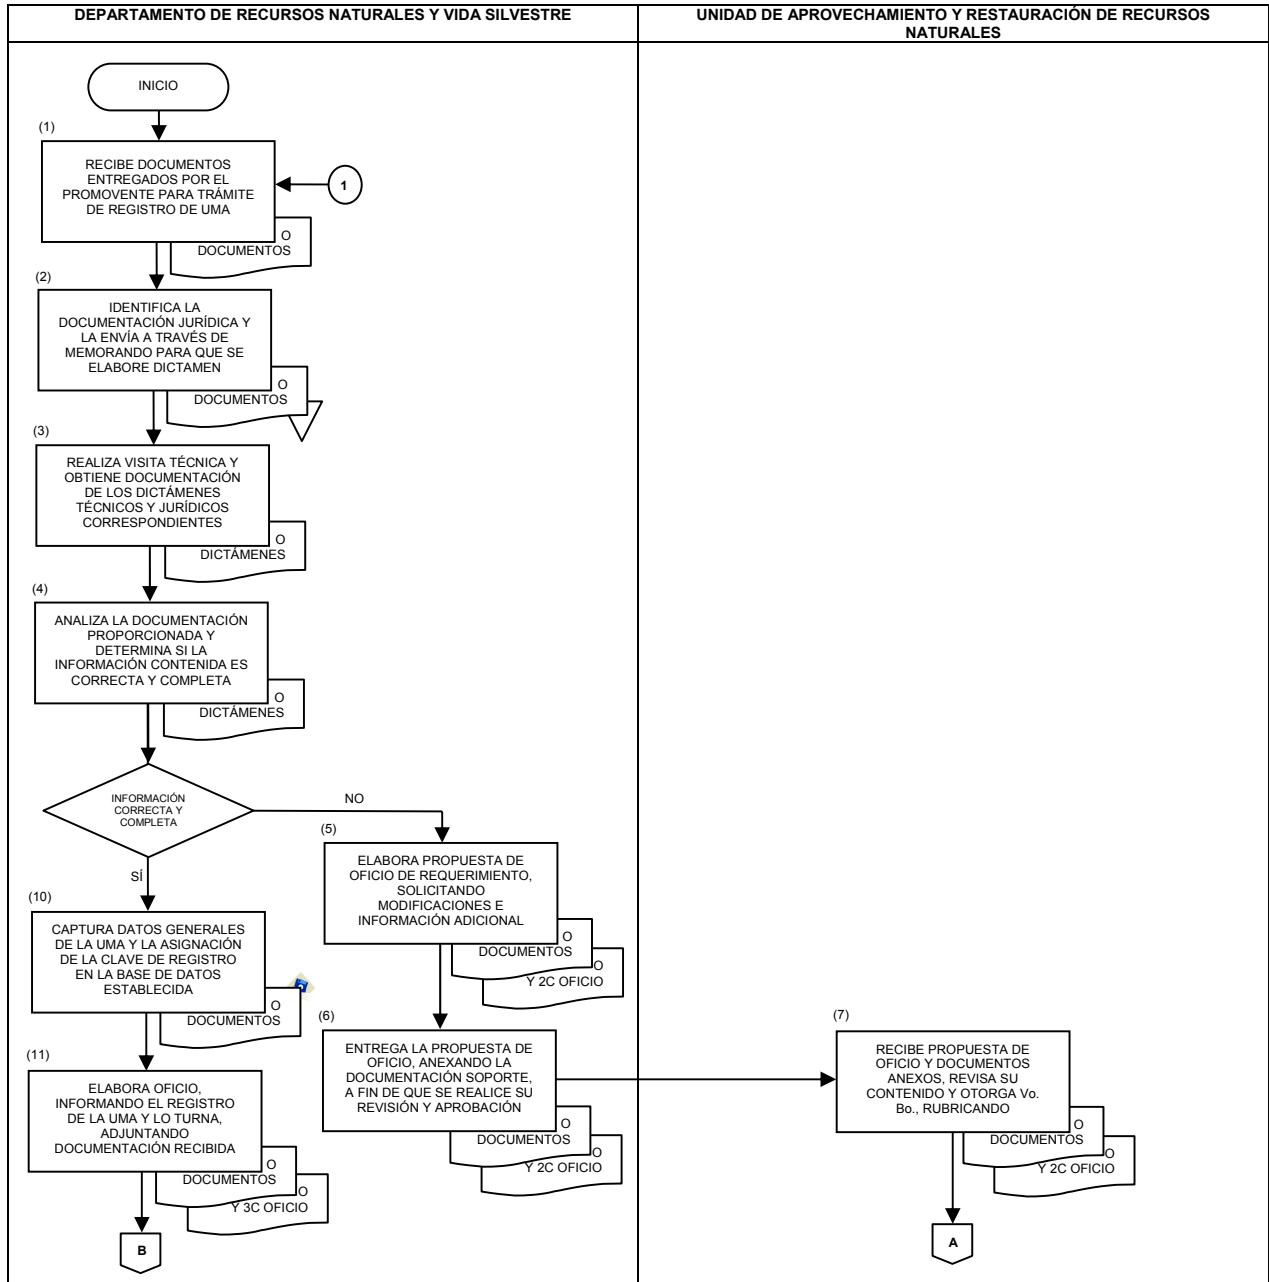 DEPARTAMENTO DE RECURSOS NATURALES Y VIDA SILVESTRE
UNIDAD DE APROVECHAMIENTO Y RESTAURACIÓN DE RECURSOS
NATURALES
INICIO
(1)
RECIBE DOCUMENTOS
ENTREGADOS POR EL
PROMOVENTE PARA TRÁMITE
DE REGISTRO DE UMA
1
O
DOCUMENTOS
(2)
IDENTIFICA LA
DOCUMENTACIÓN JURÍDICA Y
LA ENVÍA A TRAVÉS DE
MEMORANDO PARA QUE SE
ELABORE DICTAMEN
O
DOCUMENTOS
(3)
REALIZA VISITA TÉCNICA Y
OBTIENE DOCUMENTACIÓN
DE LOS DICTÁMENES
TÉCNICOS Y JURÍDICOS
CORRESPONDIENTES
O
DICTÁMENES
(4)
ANALIZA LA DOCUMENTACIÓN
PROPORCIONADA Y
DETERMINA SI LA
INFORMACIÓN CONTENIDA ES
CORRECTA Y COMPLETA
O
DICTÁMENES
INFORMACIÓN
CORRECTA Y
COMPLETA
NO
SÍ
(5)
ELABORA PROPUESTA DE
OFICIO DE REQUERIMIENTO,
SOLICITANDO
MODIFICACIONES E
INFORMACIÓN ADICIONAL
O
DOCUMENTOS
O
Y 2C OFICIO
(10)
CAPTURA DATOS GENERALES
DE LA UMA Y LA ASIGNACIÓN
DE LA CLAVE DE REGISTRO
EN LA BASE DE DATOS
ESTABLECIDA
O
DOCUMENTOS
(6)
ENTREGA LA PROPUESTA DE
OFICIO, ANEXANDO LA
DOCUMENTACIÓN SOPORTE,
A FIN DE QUE SE REALICE SU
REVISIÓN Y APROBACIÓN
O
DOCUMENTOS
O
Y 2C OFICIO
(7)
RECIBE PROPUESTA DE
OFICIO Y DOCUMENTOS
ANEXOS, REVISA SU
CONTENIDO Y OTORGA Vo.
Bo., RUBRICANDO
O
DOCUMENTOS
O
Y 2C OFICIO
(11)
ELABORA OFICIO,
INFORMANDO EL REGISTRO
DE LA UMA Y LO TURNA,
ADJUNTANDO
DOCUMENTACIÓN RECIBIDA
O
DOCUMENTOS
O
Y 3C OFICIO
B
A